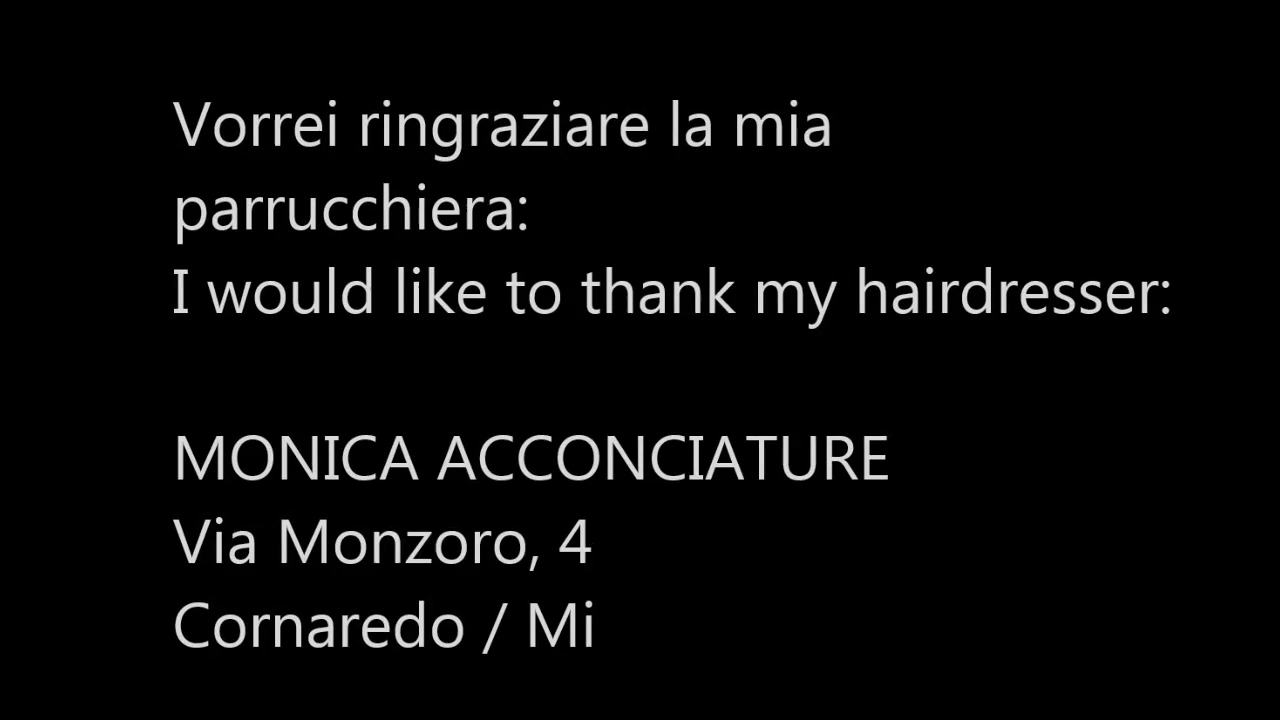 Vorrei ringraziare la mia
parrucchiera:
I would like to thank my hairdresser:
MONICA ACCONCIATURE
Via Monzoro, 4
Cornaredo / Mi